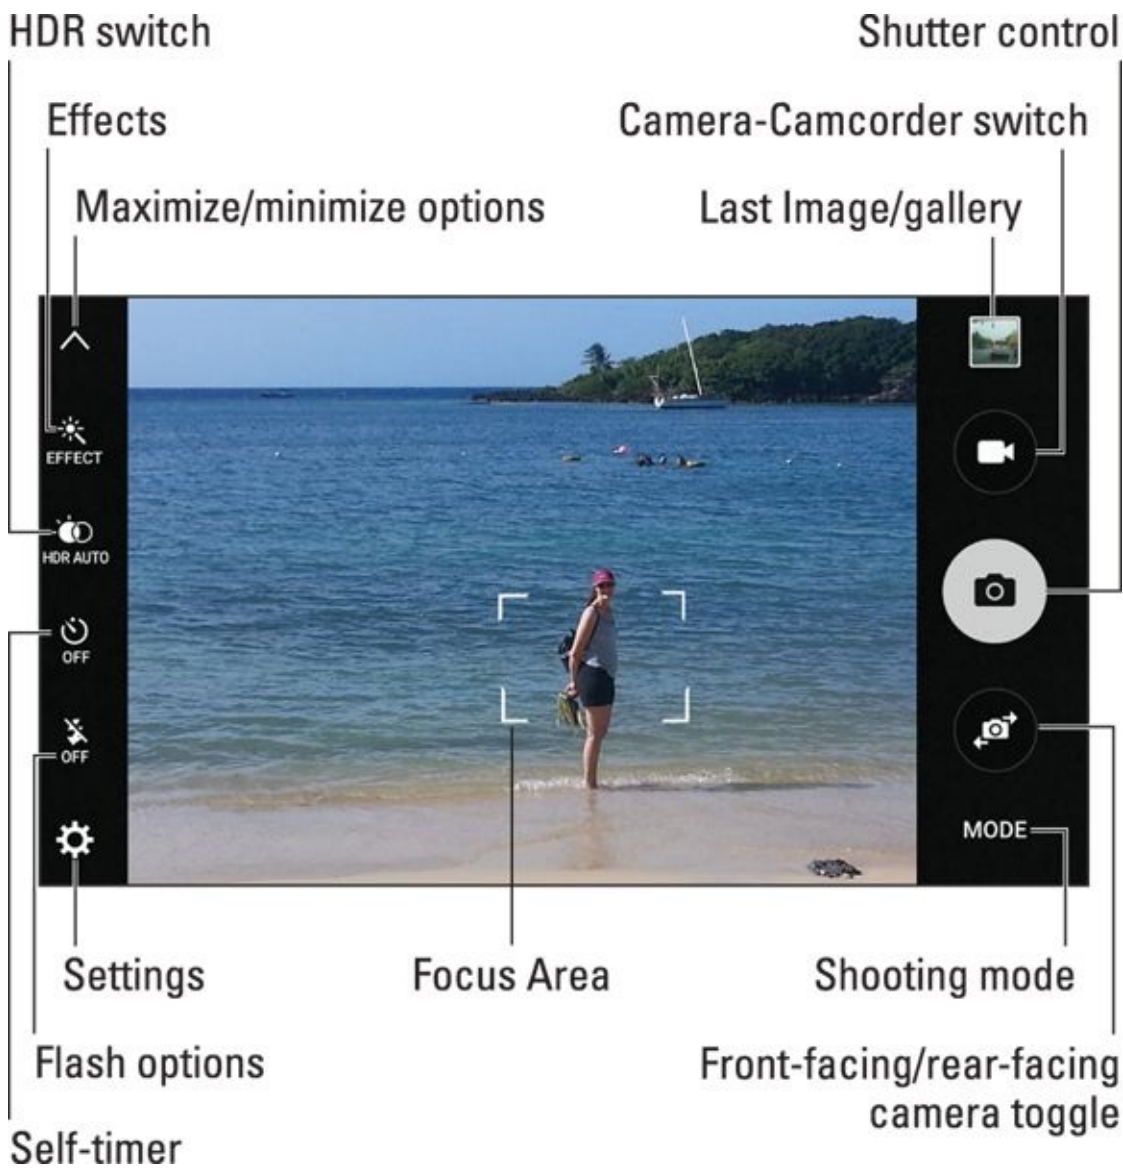 HDR switch
Shutter control
Effects
Camera-Camcorder switch
Maximize/minimize options
Last Image/gallery
EFFECT
HDR AUTO
OFF
OFF
MODE
Settings
Focus Area
Shooting mode
Flash options
Front-facing/rear-facing
camera toggle
Self-timer